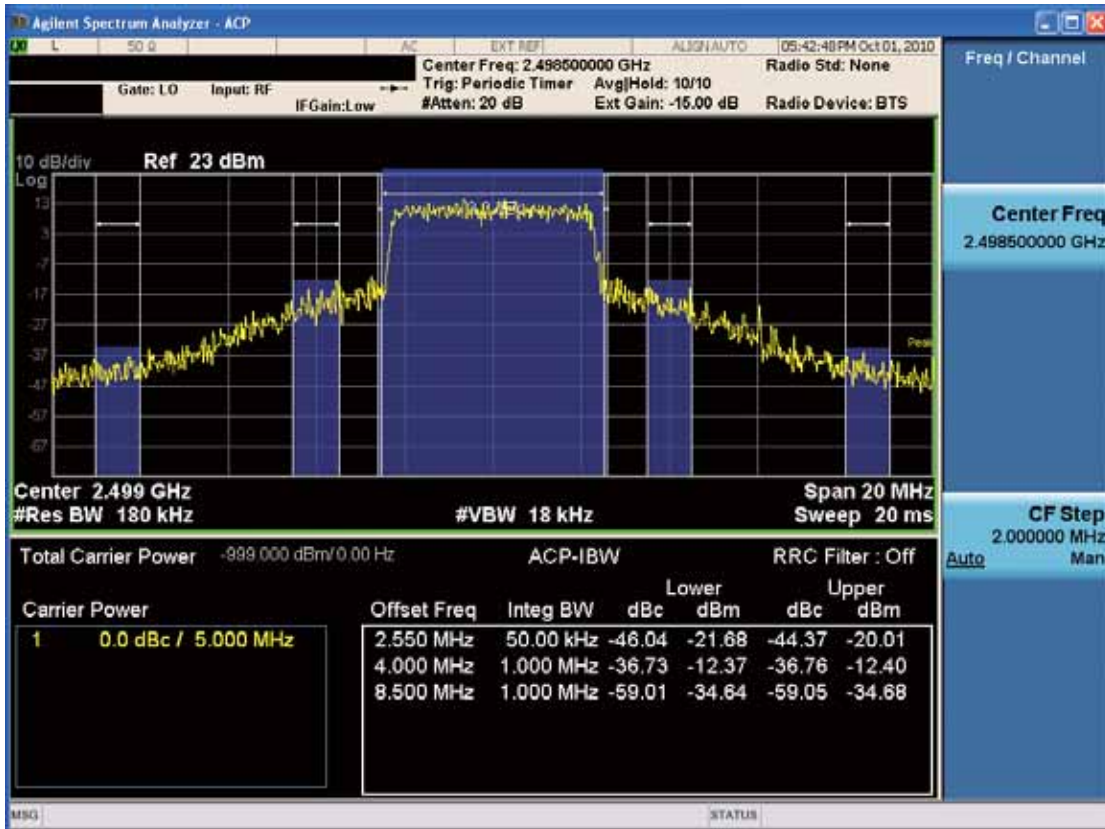 Agilent Spectrum Analyzer - ACP
L 50 Ω AC EXT REF ALIGN AUTO 05:42:48 PM Oct 01, 2010
Center Freq: 2.498500000 GHz Radio Std: None
Gate: LO Input: RF Trig: Periodic Timer Avg|Hold: 10/10
IFGain:Low #Atten: 20 dB Ext Gain: -15.00 dB Radio Device: BTS
10 dB/div Ref 23 dBm
Log
13
3
-7
-17
-27
-37
-47
-57
-67
Center 2.499 GHz Span 20 MHz
#Res BW 180 kHz #VBW 18 kHz Sweep 20 ms
Total Carrier Power -999.000 dBm/ 0.00 Hz ACP-IBW RRC Filter : Off
Lower Upper
Carrier Power Offset Freq Integ BW dBc dBm dBc dBm
1 0.0 dBc / 5.000 MHz
2.550 MHz 50.00 kHz -46.04 -21.68 -44.37 -20.01
4.000 MHz 1.000 MHz -36.73 -12.37 -36.76 -12.40
8.500 MHz 1.000 MHz -59.01 -34.64 -59.05 -34.68
MSG STATUS
Freq / Channel
Center Freq
2.498500000 GHz
CF Step
2.000000 MHz
Auto Man